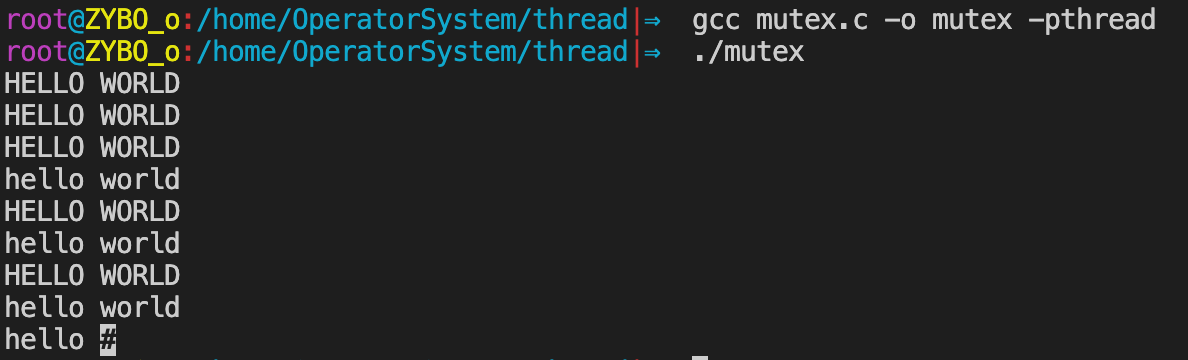 root@ZYBO_o:/home/OperatorSystem/thread|⇒  gcc mutex.c -o mutex -pthread
root@ZYBO_o:/home/OperatorSystem/thread|⇒  ./mutex
HELLO WORLD
HELLO WORLD
HELLO WORLD
hello world
HELLO WORLD
hello world
HELLO WORLD
hello world
hello #